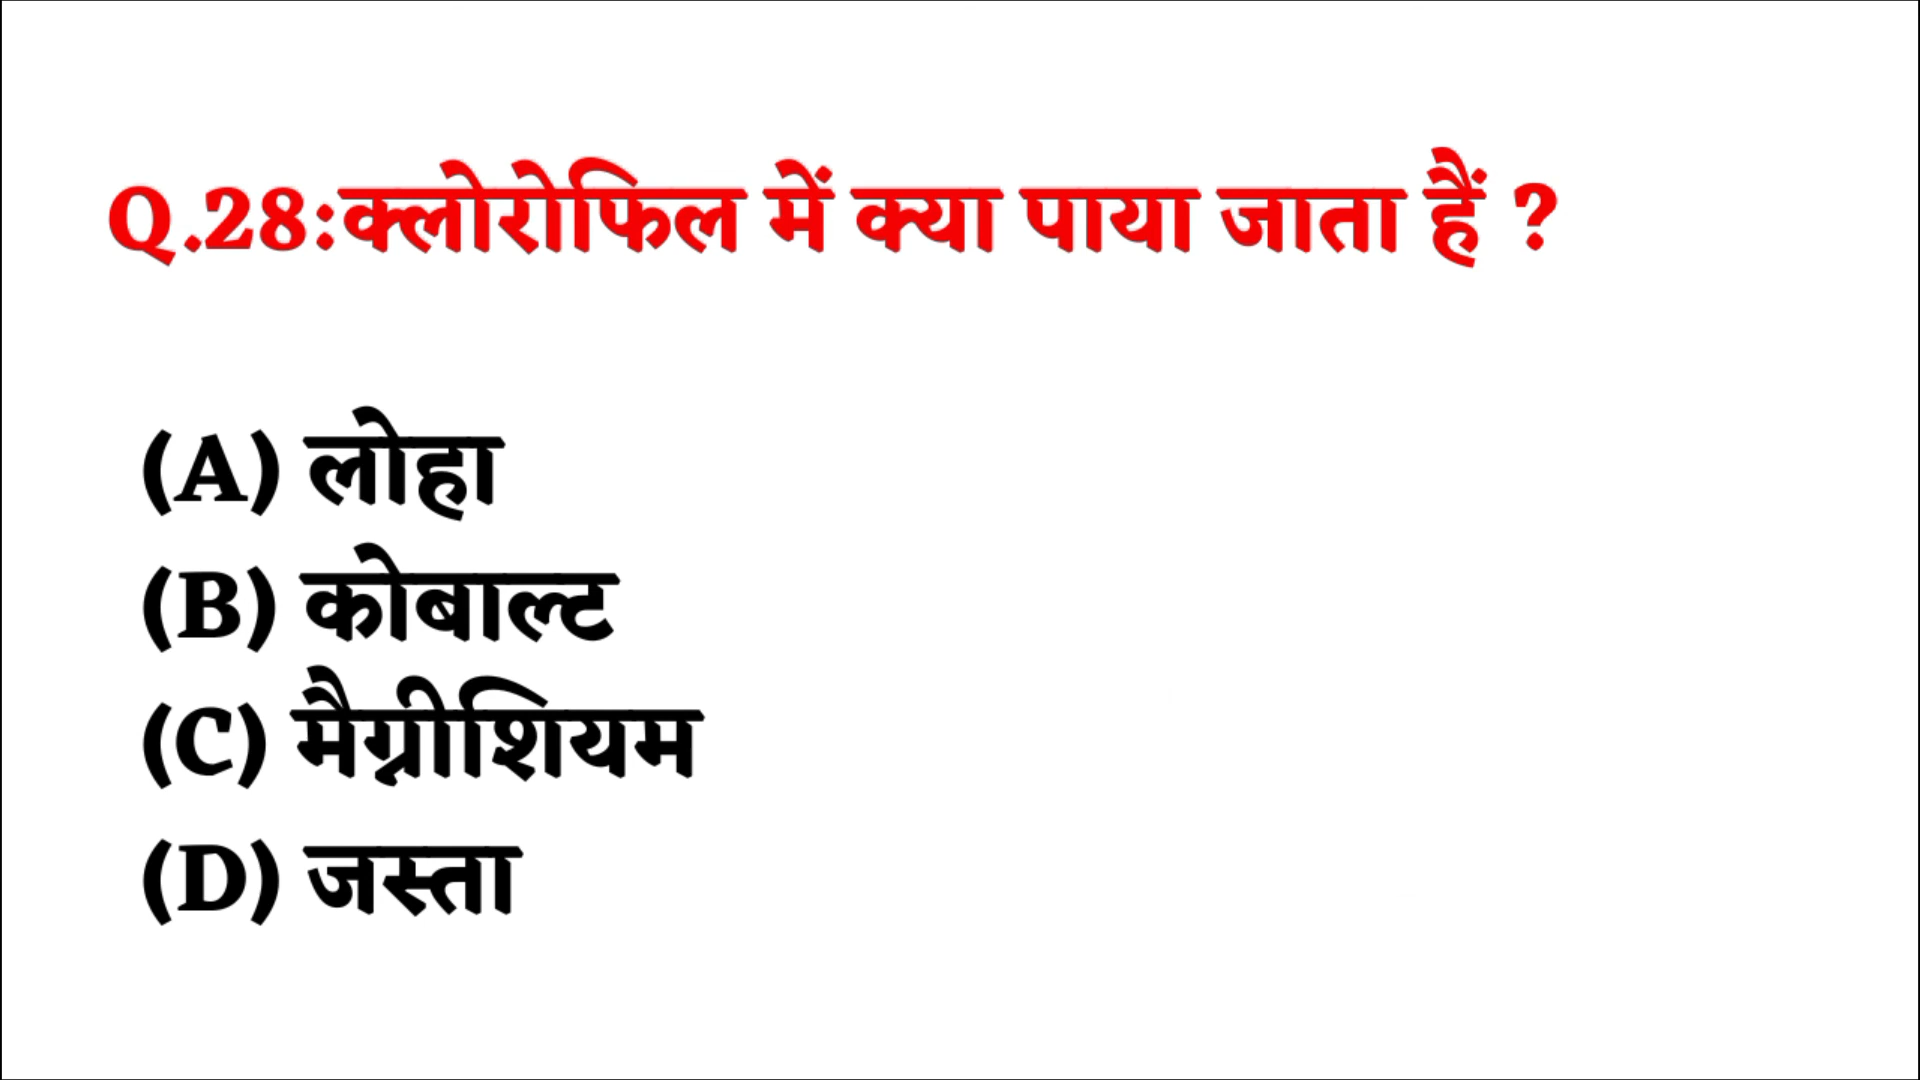 Q.28:क्लोरोफिल में क्या पाया जाता हैं ?
(A) लोहा
(B) कोबाल्ट
(C) मैग्नीशियम
(D) जस्ता